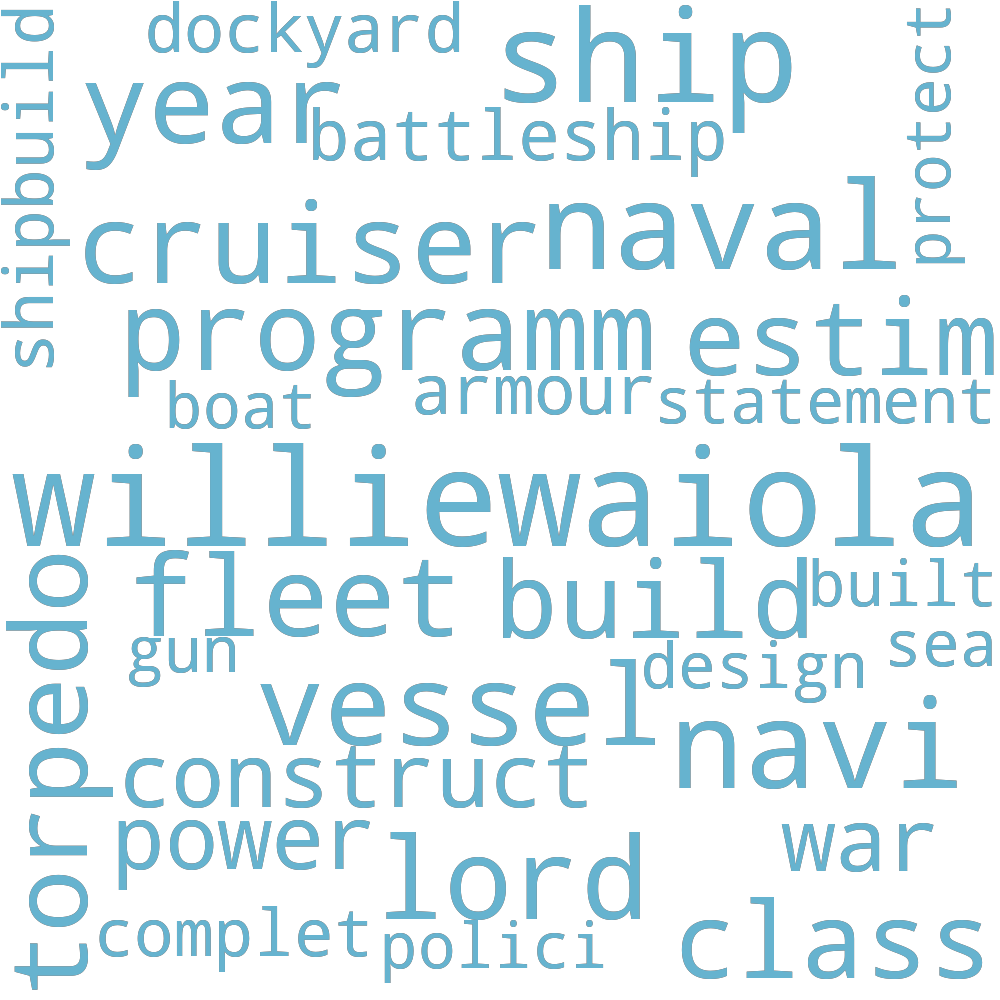 dockyard
ship
protect
shipbuild
year
battleship
cruiser
naval
programm
estim
boat
armour
statement
williewaiola
fleet
build
built
torpedo
gun
design
sea
vessel
navi
construct
power
lord
war
complet
polici
class